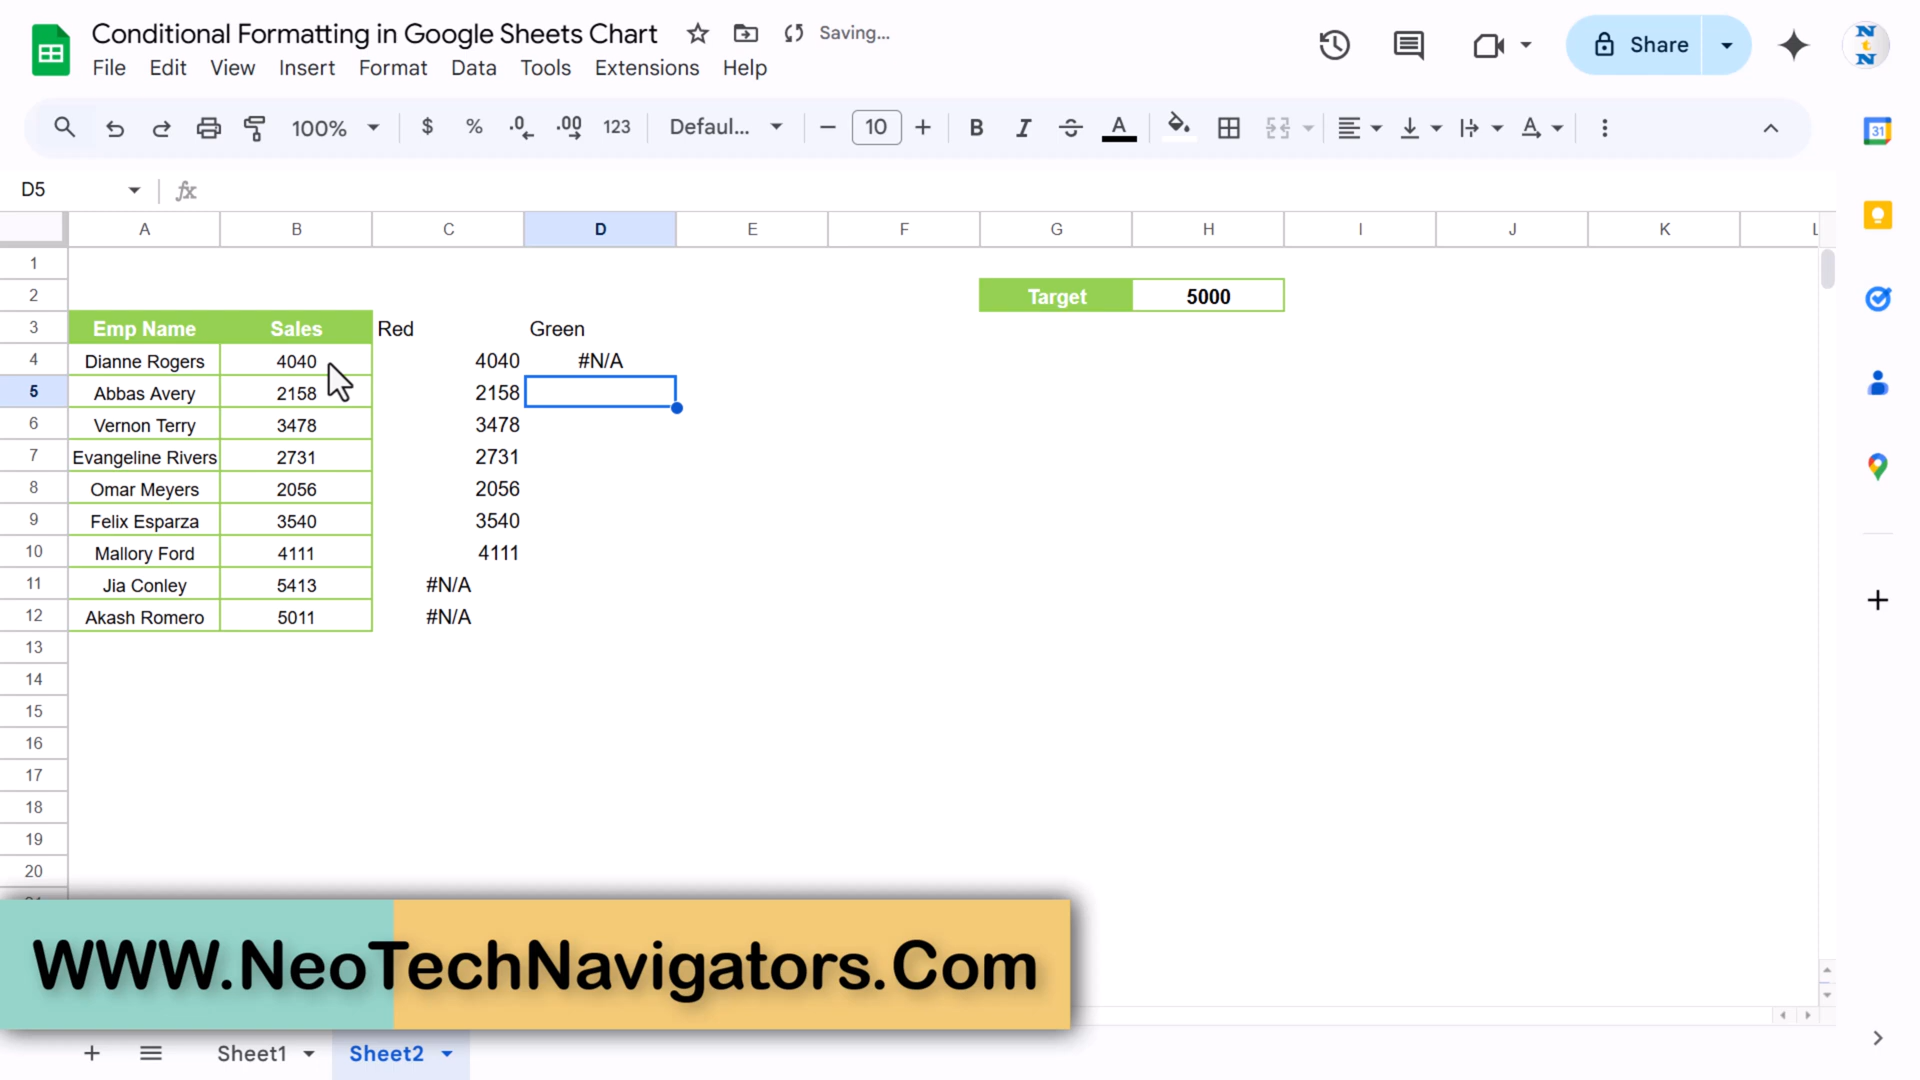 Conditional Formatting in Google Sheets Chart Saving...
File Edit View Insert Format Data Tools Extensions Help
Share
N
t
N
100% $ % .0 .00 123 Defaul... 10 B I A A
31
D5 fx
A B C D E F G H I J K L
1
2 Target 5000
3 Emp Name Sales Red Green
4 Dianne Rogers 4040 4040 #N/A
5 Abbas Avery 2158 2158
6 Vernon Terry 3478 3478
7 Evangeline Rivers 2731 2731
8 Omar Meyers 2056 2056
9 Felix Esparza 3540 3540
10 Mallory Ford 4111 4111
11 Jia Conley 5413 #N/A
12 Akash Romero 5011 #N/A
13
14
15
16
17
18
19
20
WWW.NeoTechNavigators.Com
Sheet1 Sheet2